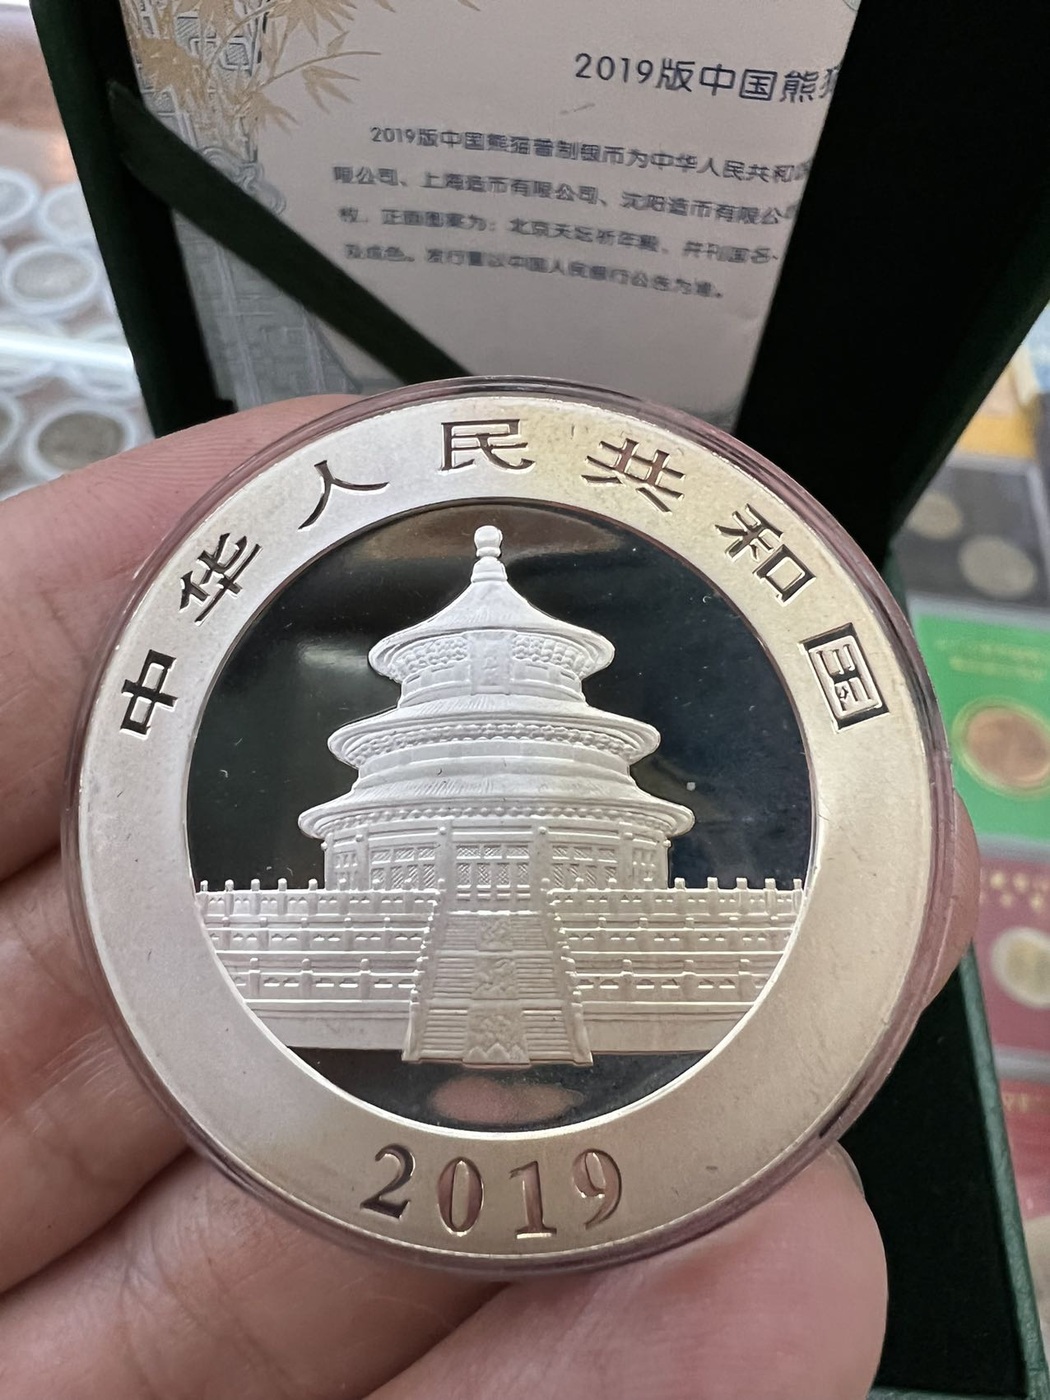 2019版中国熊猫
2019版中国熊猫普制银币为中华人民共和国
限公司、上海造币有限公司、沈阳造币有限公
枚。正面图案为：北京天坛祈年殿，并刊国名、
及成色。发行量以中国人民银行公告为准。
中华人民共和国
2019